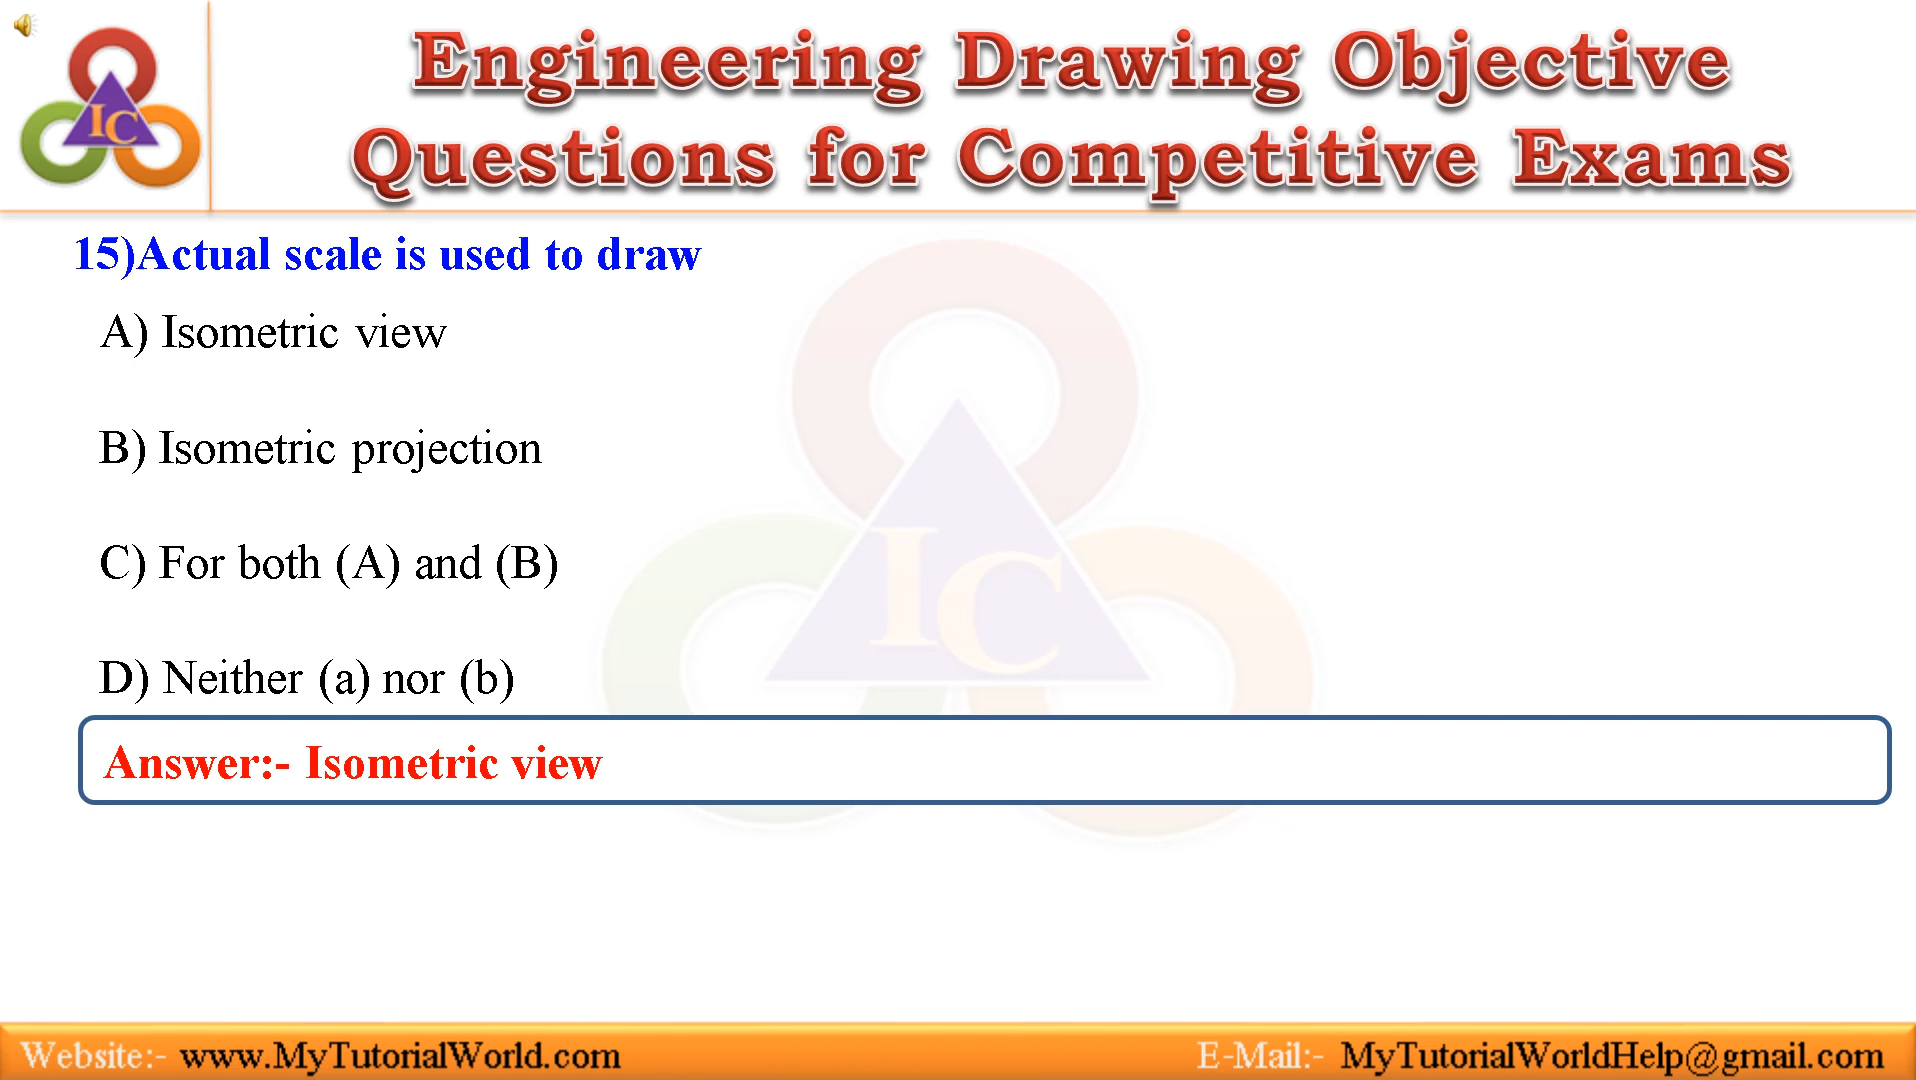 IC
Engineering Drawing Objective
Questions for Competitive Exams
15)Actual scale is used to draw
A) Isometric view
B) Isometric projection
C) For both (A) and (B)
D) Neither (a) nor (b)
IC
Answer:- Isometric view
Website:- www.MyTutorialWorld.com
E-Mail:- MyTutorialWorldHelp@gmail.com